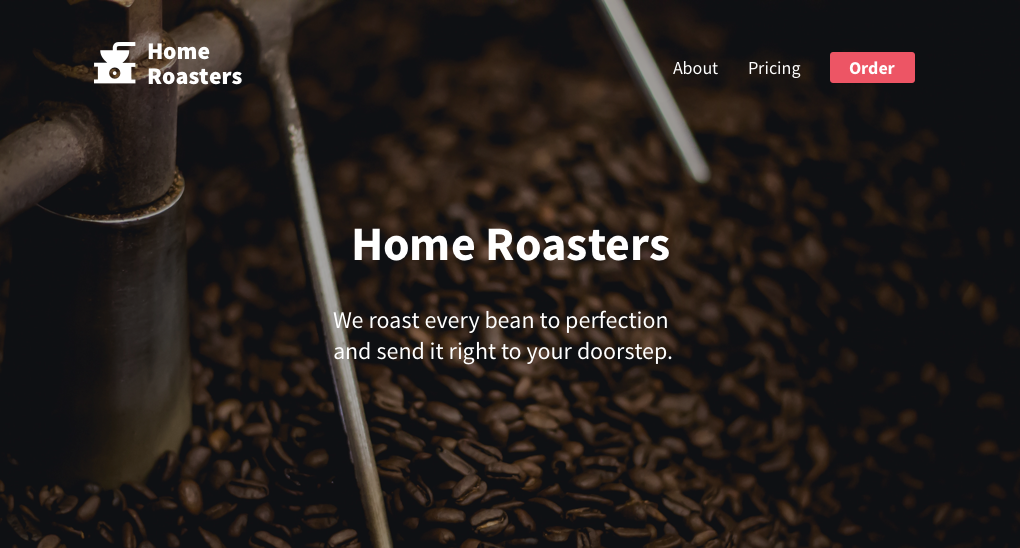 Home
Roasters
About
Pricing
Order
Home Roasters
We roast every bean to perfection
and send it right to your doorstep.